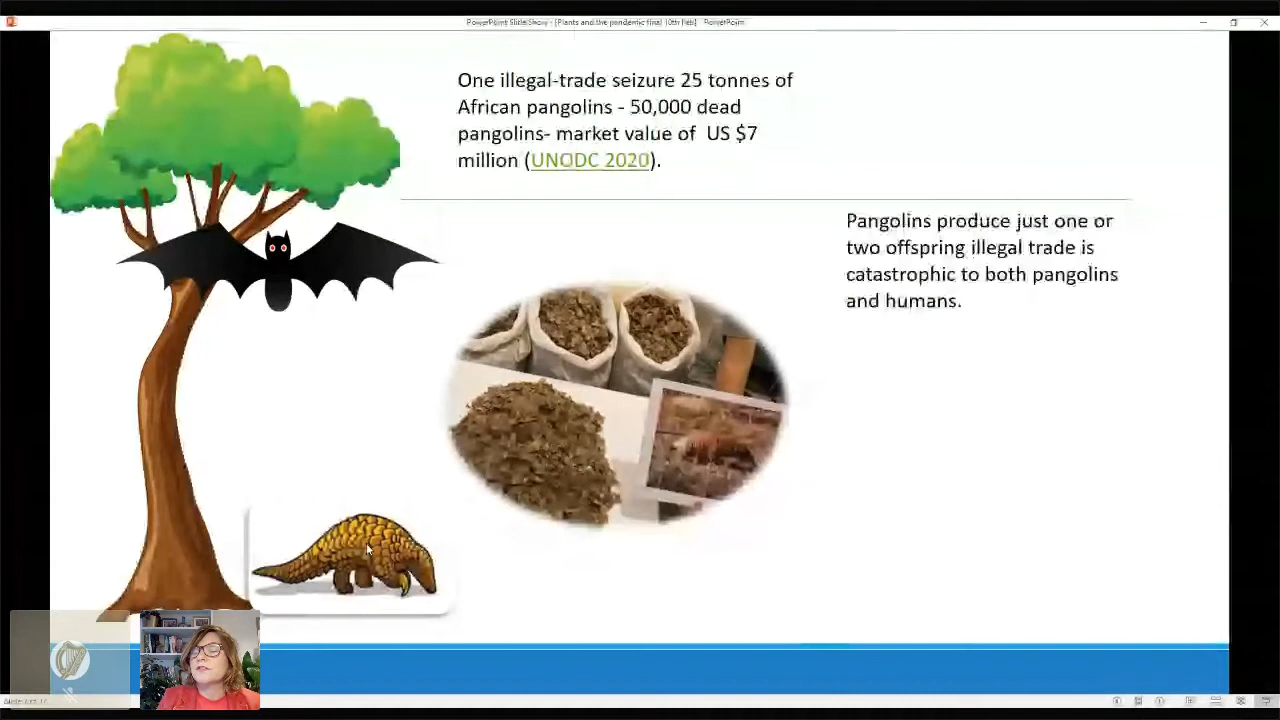 PowerPoint Slide Show - [Plants and the pandemic final 10th Feb] - PowerPoint
One illegal-trade seizure 25 tonnes of
African pangolins - 50,000 dead
pangolins- market value of US $7
million (UNODC 2020).
Pangolins produce just one or
two offspring illegal trade is
catastrophic to both pangolins
and humans.